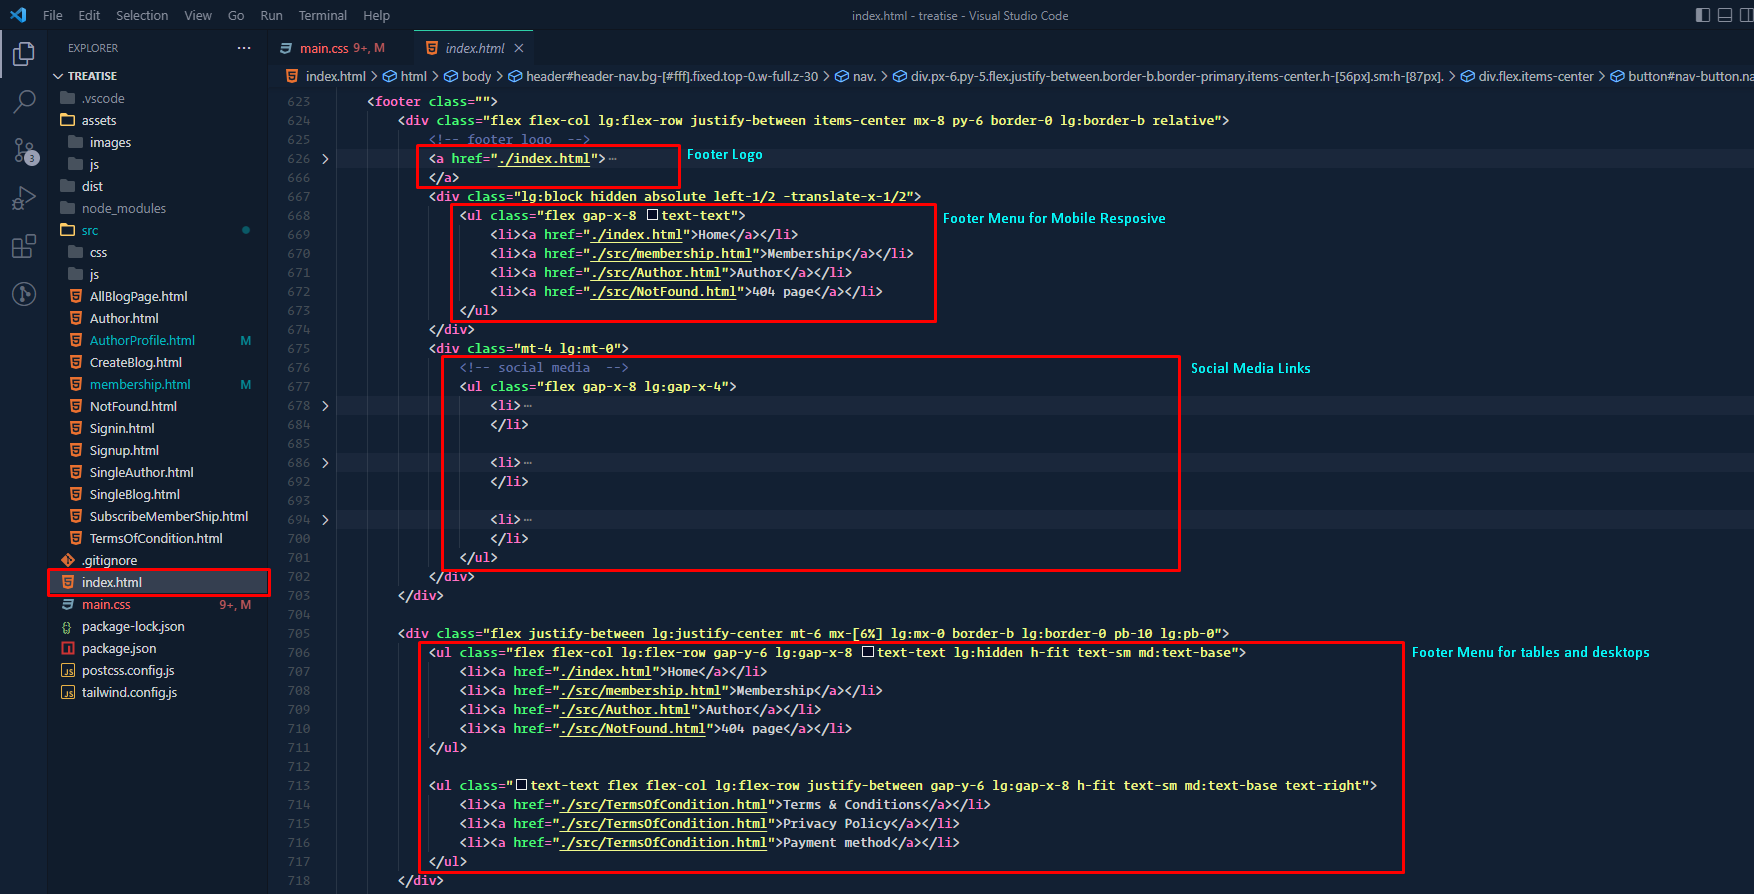 File Edit Selection View Go Run Terminal Help
index.html - treatise - Visual Studio Code
EXPLORER ···
main.css 9+, M
index.html ×
TREATISE
index.html > html > body > header#header-nav.bg-[#fff].fixed.top-0.w-full.z-30 > nav. > div.px-6.py-5.flex.justify-between.border-b.border-primary.items-center.h-[56px].sm:h-[87px]. > div.flex.items-center > button#nav-button.na
.vscode
assets
images
js
dist
node_modules
src
css
js
AllBlogPage.html
Author.html
AuthorProfile.html M
CreateBlog.html
membership.html M
NotFound.html
Signin.html
Signup.html
SingleAuthor.html
SingleBlog.html
SubscribeMemberShip.html
TermsOfCondition.html
.gitignore
index.html
main.css 9+, M
package-lock.json
package.json
postcss.config.js
tailwind.config.js
3
623 <footer class="">
624 <div class="flex flex-col lg:flex-row justify-between items-center mx-8 py-6 border-0 lg:border-b relative">
625 <!-- footer logo -->
626 <a href="./index.html">···
Footer Logo
666 </a>
667 <div class="lg:block hidden absolute left-1/2 -translate-x-1/2">
668 <ul class="flex gap-x-8 text-text">
Footer Menu for Mobile Resposive
669 <li><a href="./index.html">Home</a></li>
670 <li><a href="./src/membership.html">Membership</a></li>
671 <li><a href="./src/Author.html">Author</a></li>
672 <li><a href="./src/NotFound.html">404 page</a></li>
673 </ul>
674 </div>
675 <div class="mt-4 lg:mt-0">
676 <!-- social media -->
Social Media Links
677 <ul class="flex gap-x-8 lg:gap-x-4">
678 <li>···
684 </li>
685
686 <li>···
692 </li>
693
694 <li>···
700 </li>
701 </ul>
702 </div>
703 </div>
704
705 <div class="flex justify-between lg:justify-center mt-6 mx-[6%] lg:mx-0 border-b lg:border-0 pb-10 lg:pb-0">
706 <ul class="flex flex-col lg:flex-row gap-y-6 lg:gap-x-8 text-text lg:hidden h-fit text-sm md:text-base">
Footer Menu for tables and desktops
707 <li><a href="./index.html">Home</a></li>
708 <li><a href="./src/membership.html">Membership</a></li>
709 <li><a href="./src/Author.html">Author</a></li>
710 <li><a href="./src/NotFound.html">404 page</a></li>
711 </ul>
712
713 <ul class="text-text flex flex-col lg:flex-row justify-between gap-y-6 lg:gap-x-8 h-fit text-sm md:text-base text-right">
714 <li><a href="./src/TermsOfCondition.html">Terms & Conditions</a></li>
715 <li><a href="./src/TermsOfCondition.html">Privacy Policy</a></li>
716 <li><a href="./src/TermsOfCondition.html">Payment method</a></li>
717 </ul>
718 </div>